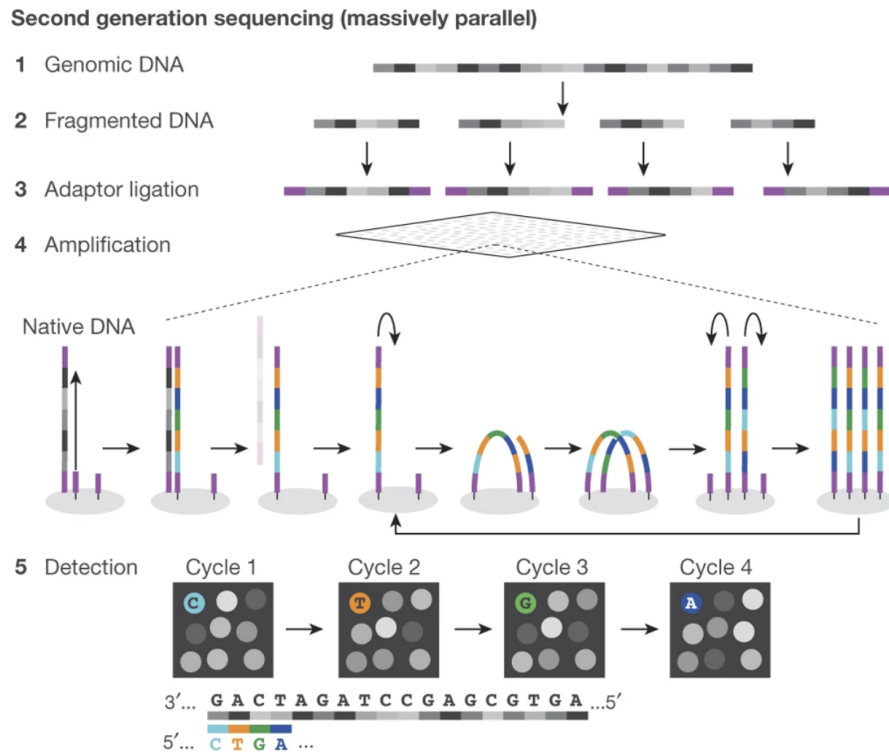 Second generation sequencing (massively parallel)
1 Genomic DNA
2 Fragmented DNA
3 Adaptor ligation
4 Amplification
Native DNA
5 Detection
Cycle 1 Cycle 2 Cycle 3 Cycle 4
C T G A
3′... G A C T A G A T C C G A G C G T G A ...5′
5′... C T G A ...